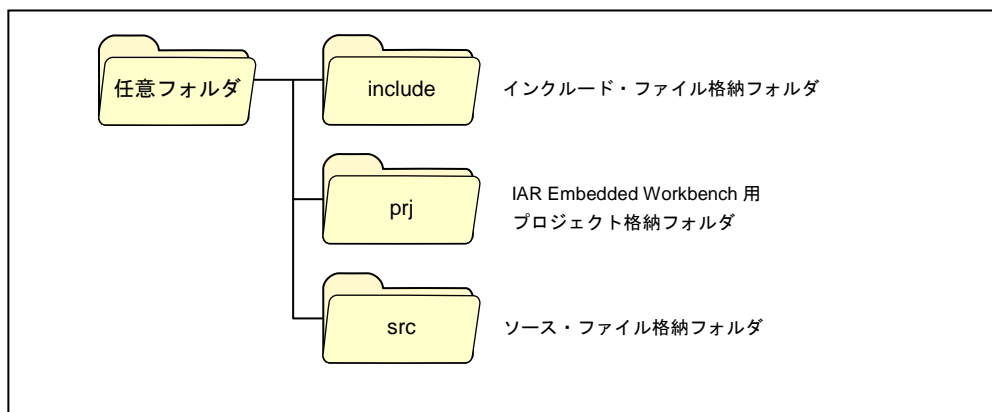 任意フォルダ
include
インクルード・ファイル格納フォルダ
prj
IAR Embedded Workbench 用
プロジェクト格納フォルダ
src
ソース・ファイル格納フォルダ